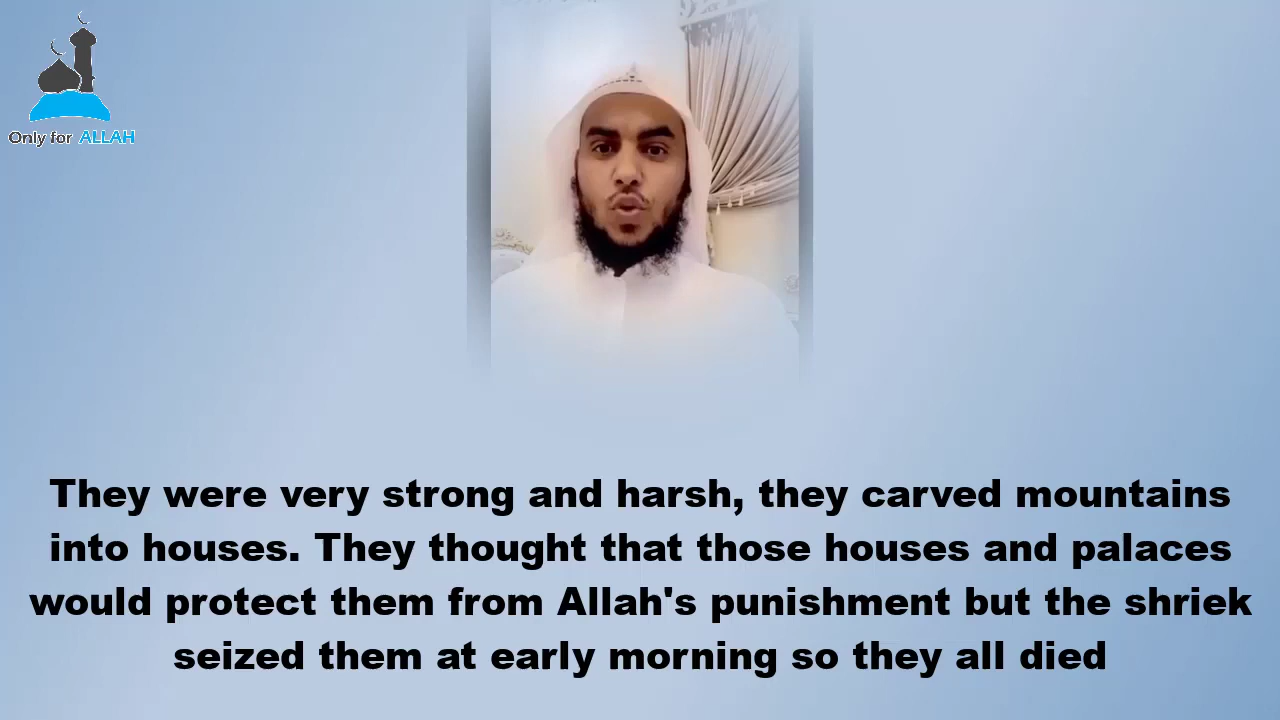 Only for ALLAH
They were very strong and harsh, they carved mountains
into houses. They thought that those houses and palaces
would protect them from Allah's punishment but the shriek
seized them at early morning so they all died